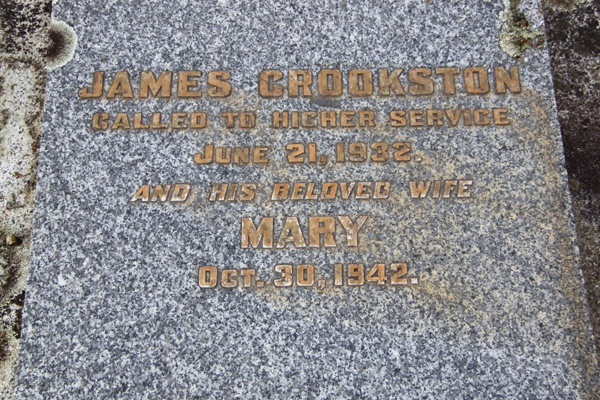 JAMES CROOKSTON
CALLED TO HIGHER SERVICE
JUNE 21, 1932.
AND HIS BELOVED WIFE
MARY
OCT. 30, 1942.